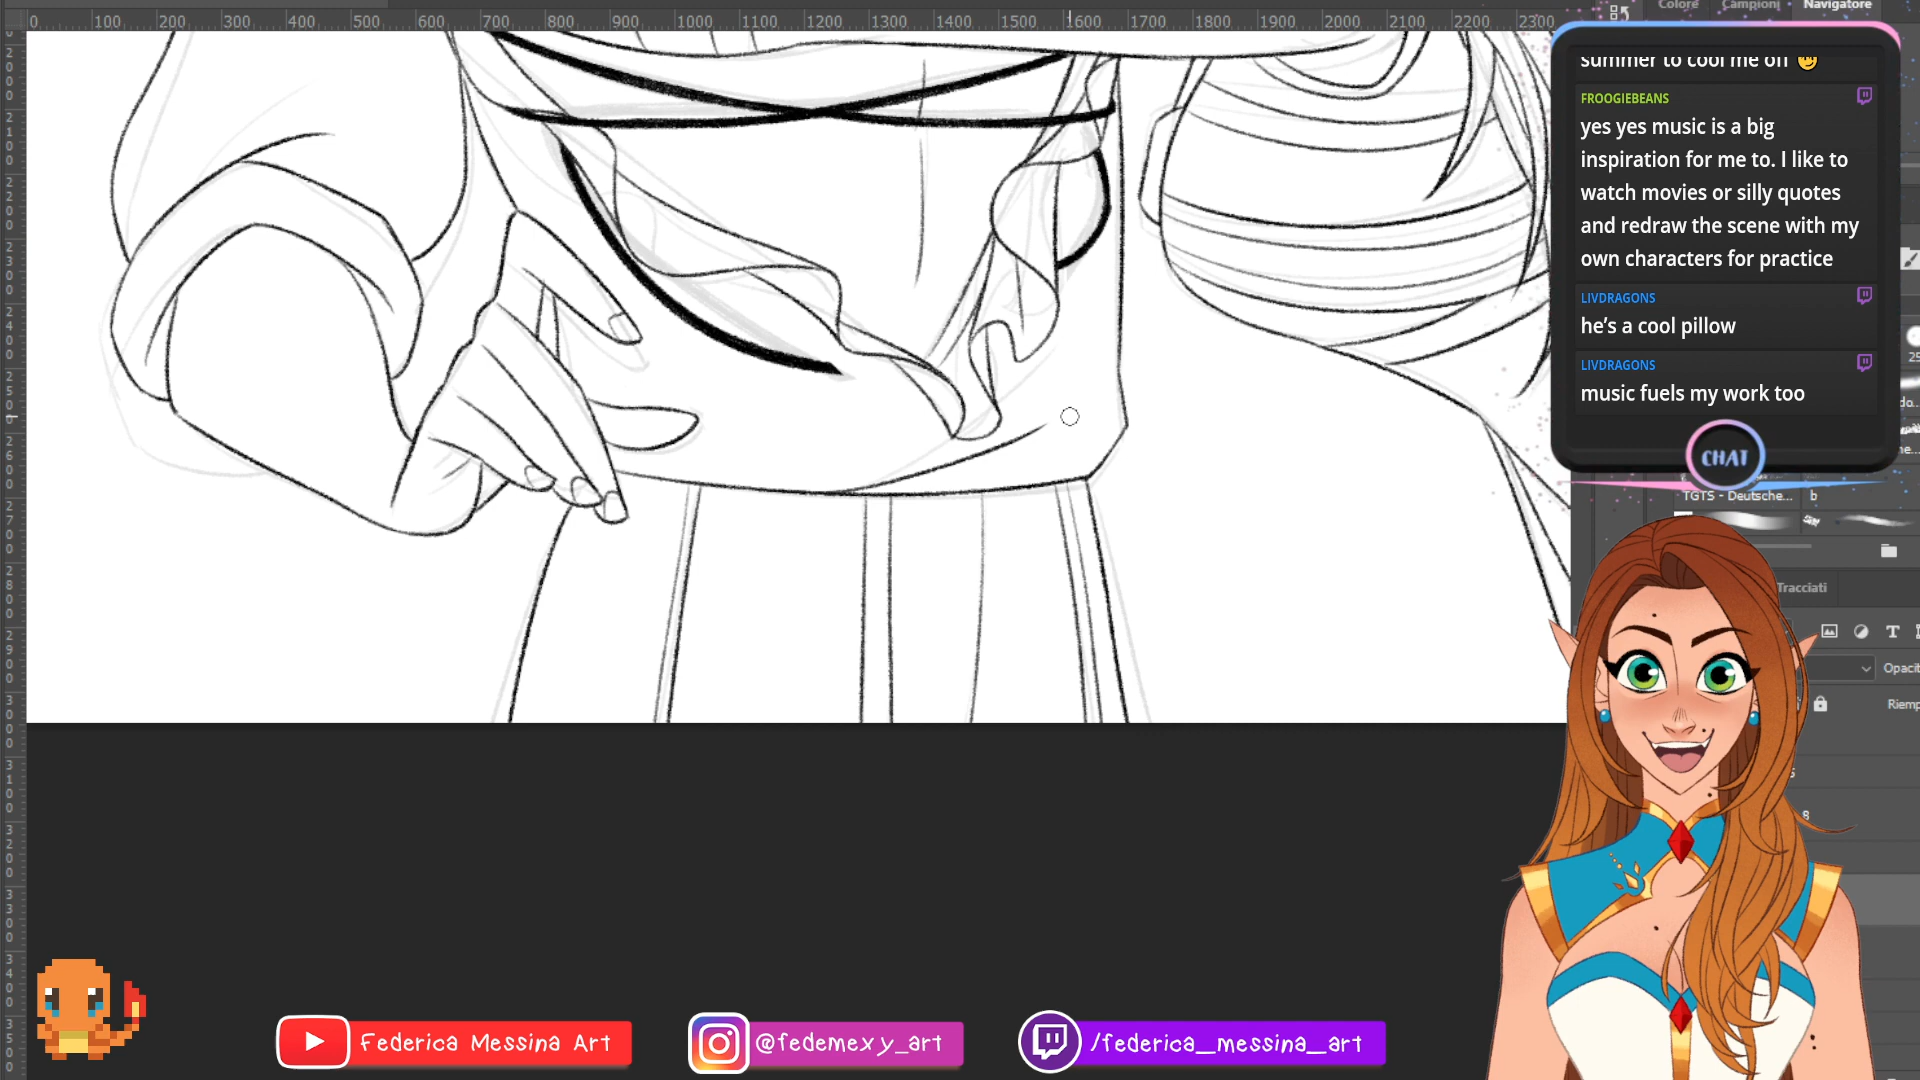 0 100 200 300 400 500 600 700 800 900 1000 1100 1200 1300 1400 1500 1600 1700 1800 1900 2000 2100 2200 2300
Colore Campioni Navigatore
summer to cool me off
FROOGIEBEANS
yes yes music is a big
inspiration for me to. I like to
watch movies or silly quotes
and redraw the scene with my
own characters for practice
LIVDRAGONS
he's a cool pillow
LIVDRAGONS
music fuels my work too
CHAT
TGTS - Deutsche... b
Tracciati
Opacit
Riemp
Federica Messina Art
@fedemexy_art
/federica_messina_art